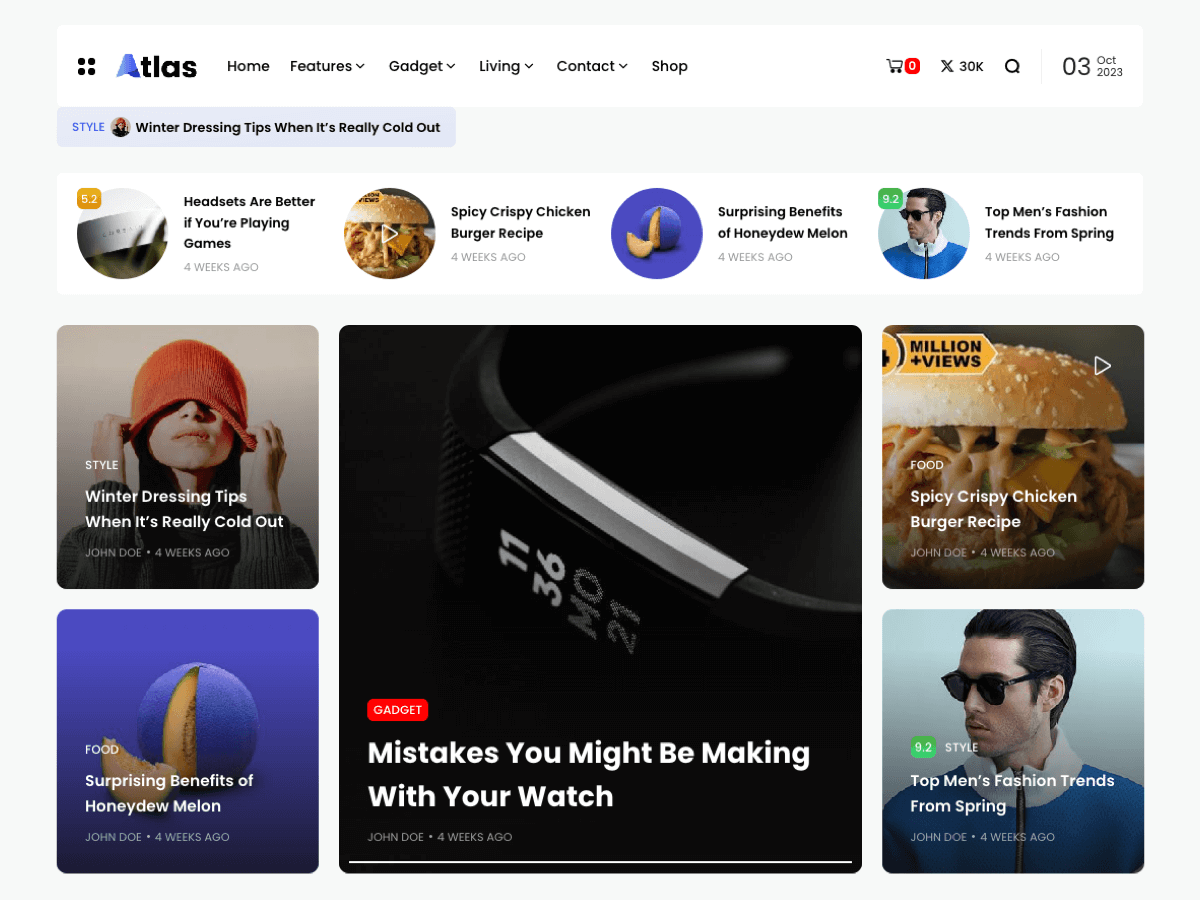 Atlas
Home Features Gadget Living Contact Shop
0 30K 03 Oct 2023
STYLE Winter Dressing Tips When It’s Really Cold Out
5.2
Headsets Are Better
if You’re Playing
Games
4 WEEKS AGO
VIEWS
Spicy Crispy Chicken
Burger Recipe
4 WEEKS AGO
Surprising Benefits
of Honeydew Melon
4 WEEKS AGO
9.2
Top Men’s Fashion
Trends From Spring
4 WEEKS AGO
STYLE
Winter Dressing Tips
When It’s Really Cold Out
JOHN DOE • 4 WEEKS AGO
FOOD
Surprising Benefits of
Honeydew Melon
JOHN DOE • 4 WEEKS AGO
11
36
MO
21
GADGET
Mistakes You Might Be Making
With Your Watch
JOHN DOE • 4 WEEKS AGO
MILLION
+VIEWS
FOOD
Spicy Crispy Chicken
Burger Recipe
JOHN DOE • 4 WEEKS AGO
9.2 STYLE
Top Men’s Fashion Trends
From Spring
JOHN DOE • 4 WEEKS AGO